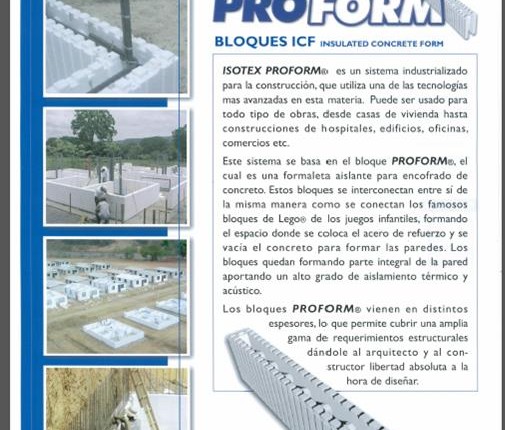 PROFORM
BLOQUES ICF INSULATED CONCRETE FORM
ISOTEX PROFORM® es un sistema industrializado
para la construcción, que utiliza una de las tecnologías
mas avanzadas en esta materia. Puede ser usado para
todo tipo de obras, desde casas de vivienda hasta
construcciones de hospitales, edificios, oficinas,
comercios etc.
Este sistema se basa en el bloque PROFORM®, el
cual es una formaleta aislante para encofrado de
concreto. Estos bloques se interconectan entre sí de
la misma manera como se conectan los famosos
bloques de Lego® de los juegos infantiles, formando
el espacio donde se coloca el acero de refuerzo y se
vacía el concreto para formar las paredes. Los
bloques quedan formando parte integral de la pared
aportando un alto grado de aislamiento térmico y
acústico.
Los bloques PROFORM® vienen en distintos
espesores, lo que permite cubrir una amplia
gama de requerimientos estructurales
dándole al arquitecto y al con-
structor libertad absoluta a la
hora de diseñar.